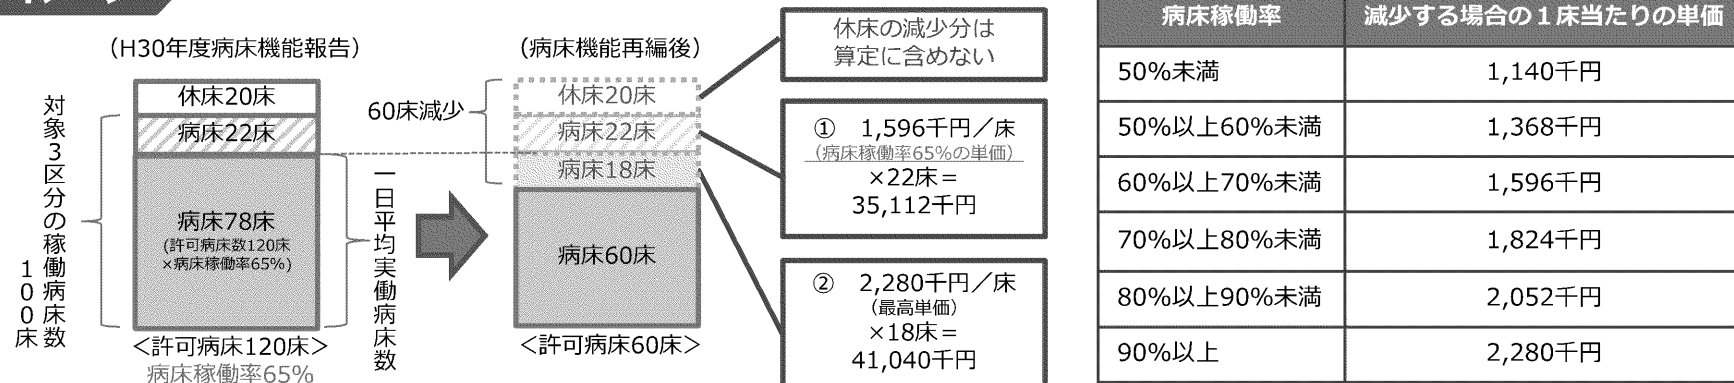 （H30年度病床機能報告）
休床20床
病床22床
病床78床
(許可病床数120床
×病床稼働率65%)
＜許可病床120床＞
病床稼働率65%
対象３区分の稼働病床数
１００床
一日平均実働病床数
（病床機能再編後）
60床減少
休床20床
病床22床
病床18床
病床60床
＜許可病床60床＞
休床の減少分は
算定に含めない
① 1,596千円／床
（病床稼働率65%の単価）
×22床＝
35,112千円
② 2,280千円／床
（最高単価）
×18床＝
41,040千円
病床稼働率 減少する場合の１床当たりの単価
50%未満 1,140千円
50%以上60%未満 1,368千円
60%以上70%未満 1,596千円
70%以上80%未満 1,824千円
80%以上90%未満 2,052千円
90%以上 2,280千円